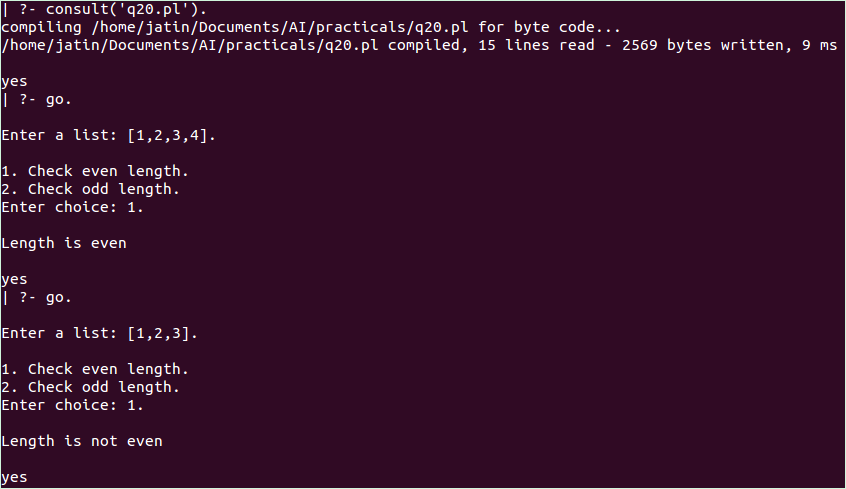 | ?- consult('q20.pl').
compiling /home/jatin/Documents/AI/practicals/q20.pl for byte code...
/home/jatin/Documents/AI/practicals/q20.pl compiled, 15 lines read - 2569 bytes written, 9 ms
yes
| ?- go.
Enter a list: [1,2,3,4].
1. Check even length.
2. Check odd length.
Enter choice: 1.
Length is even
yes
| ?- go.
Enter a list: [1,2,3].
1. Check even length.
2. Check odd length.
Enter choice: 1.
Length is not even
yes